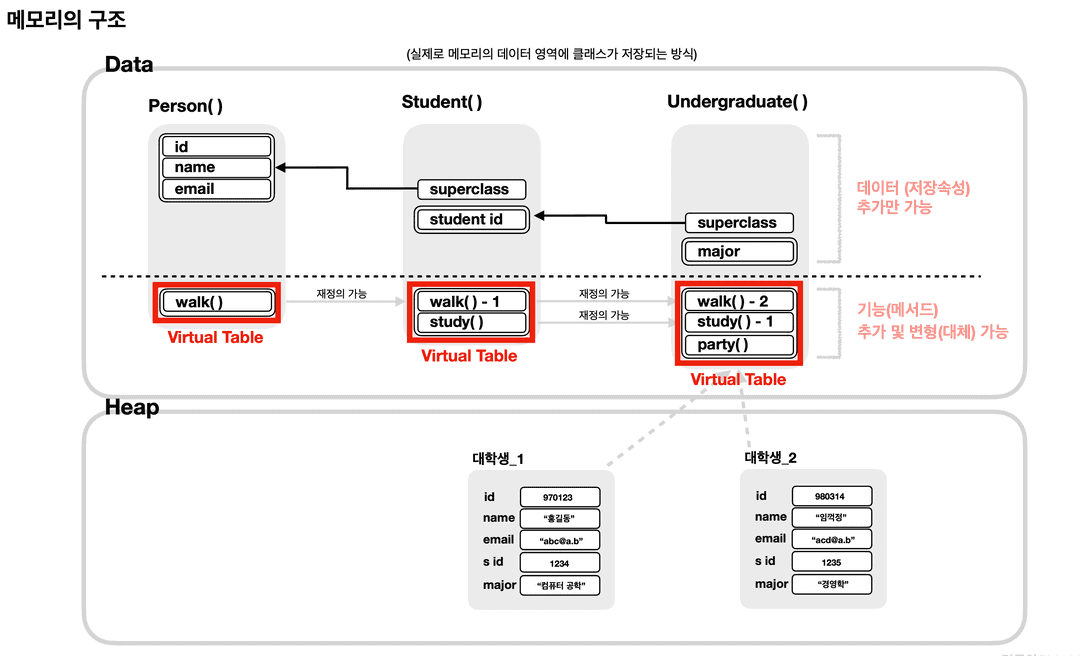 메모리의 구조
(실제로 메모리의 데이터 영역에 클래스가 저장되는 방식)
Data
Person( )
Student( )
Undergraduate( )
id
name
email
superclass
student id
superclass
major
데이터 (저장속성)
추가만 가능
walk( )
재정의 가능
walk( ) - 1
study( )
재정의 가능
재정의 가능
walk( ) - 2
study( ) - 1
party( )
기능(메서드)
추가 및 변형(대체) 가능
Virtual Table
Virtual Table
Virtual Table
Heap
대학생_1
id 970123
name “홍길동”
email “abc@a.b”
s id 1234
major “컴퓨터 공학”
대학생_2
id 980314
name “임꺽정”
email “acd@a.b”
s id 1235
major “경영학”